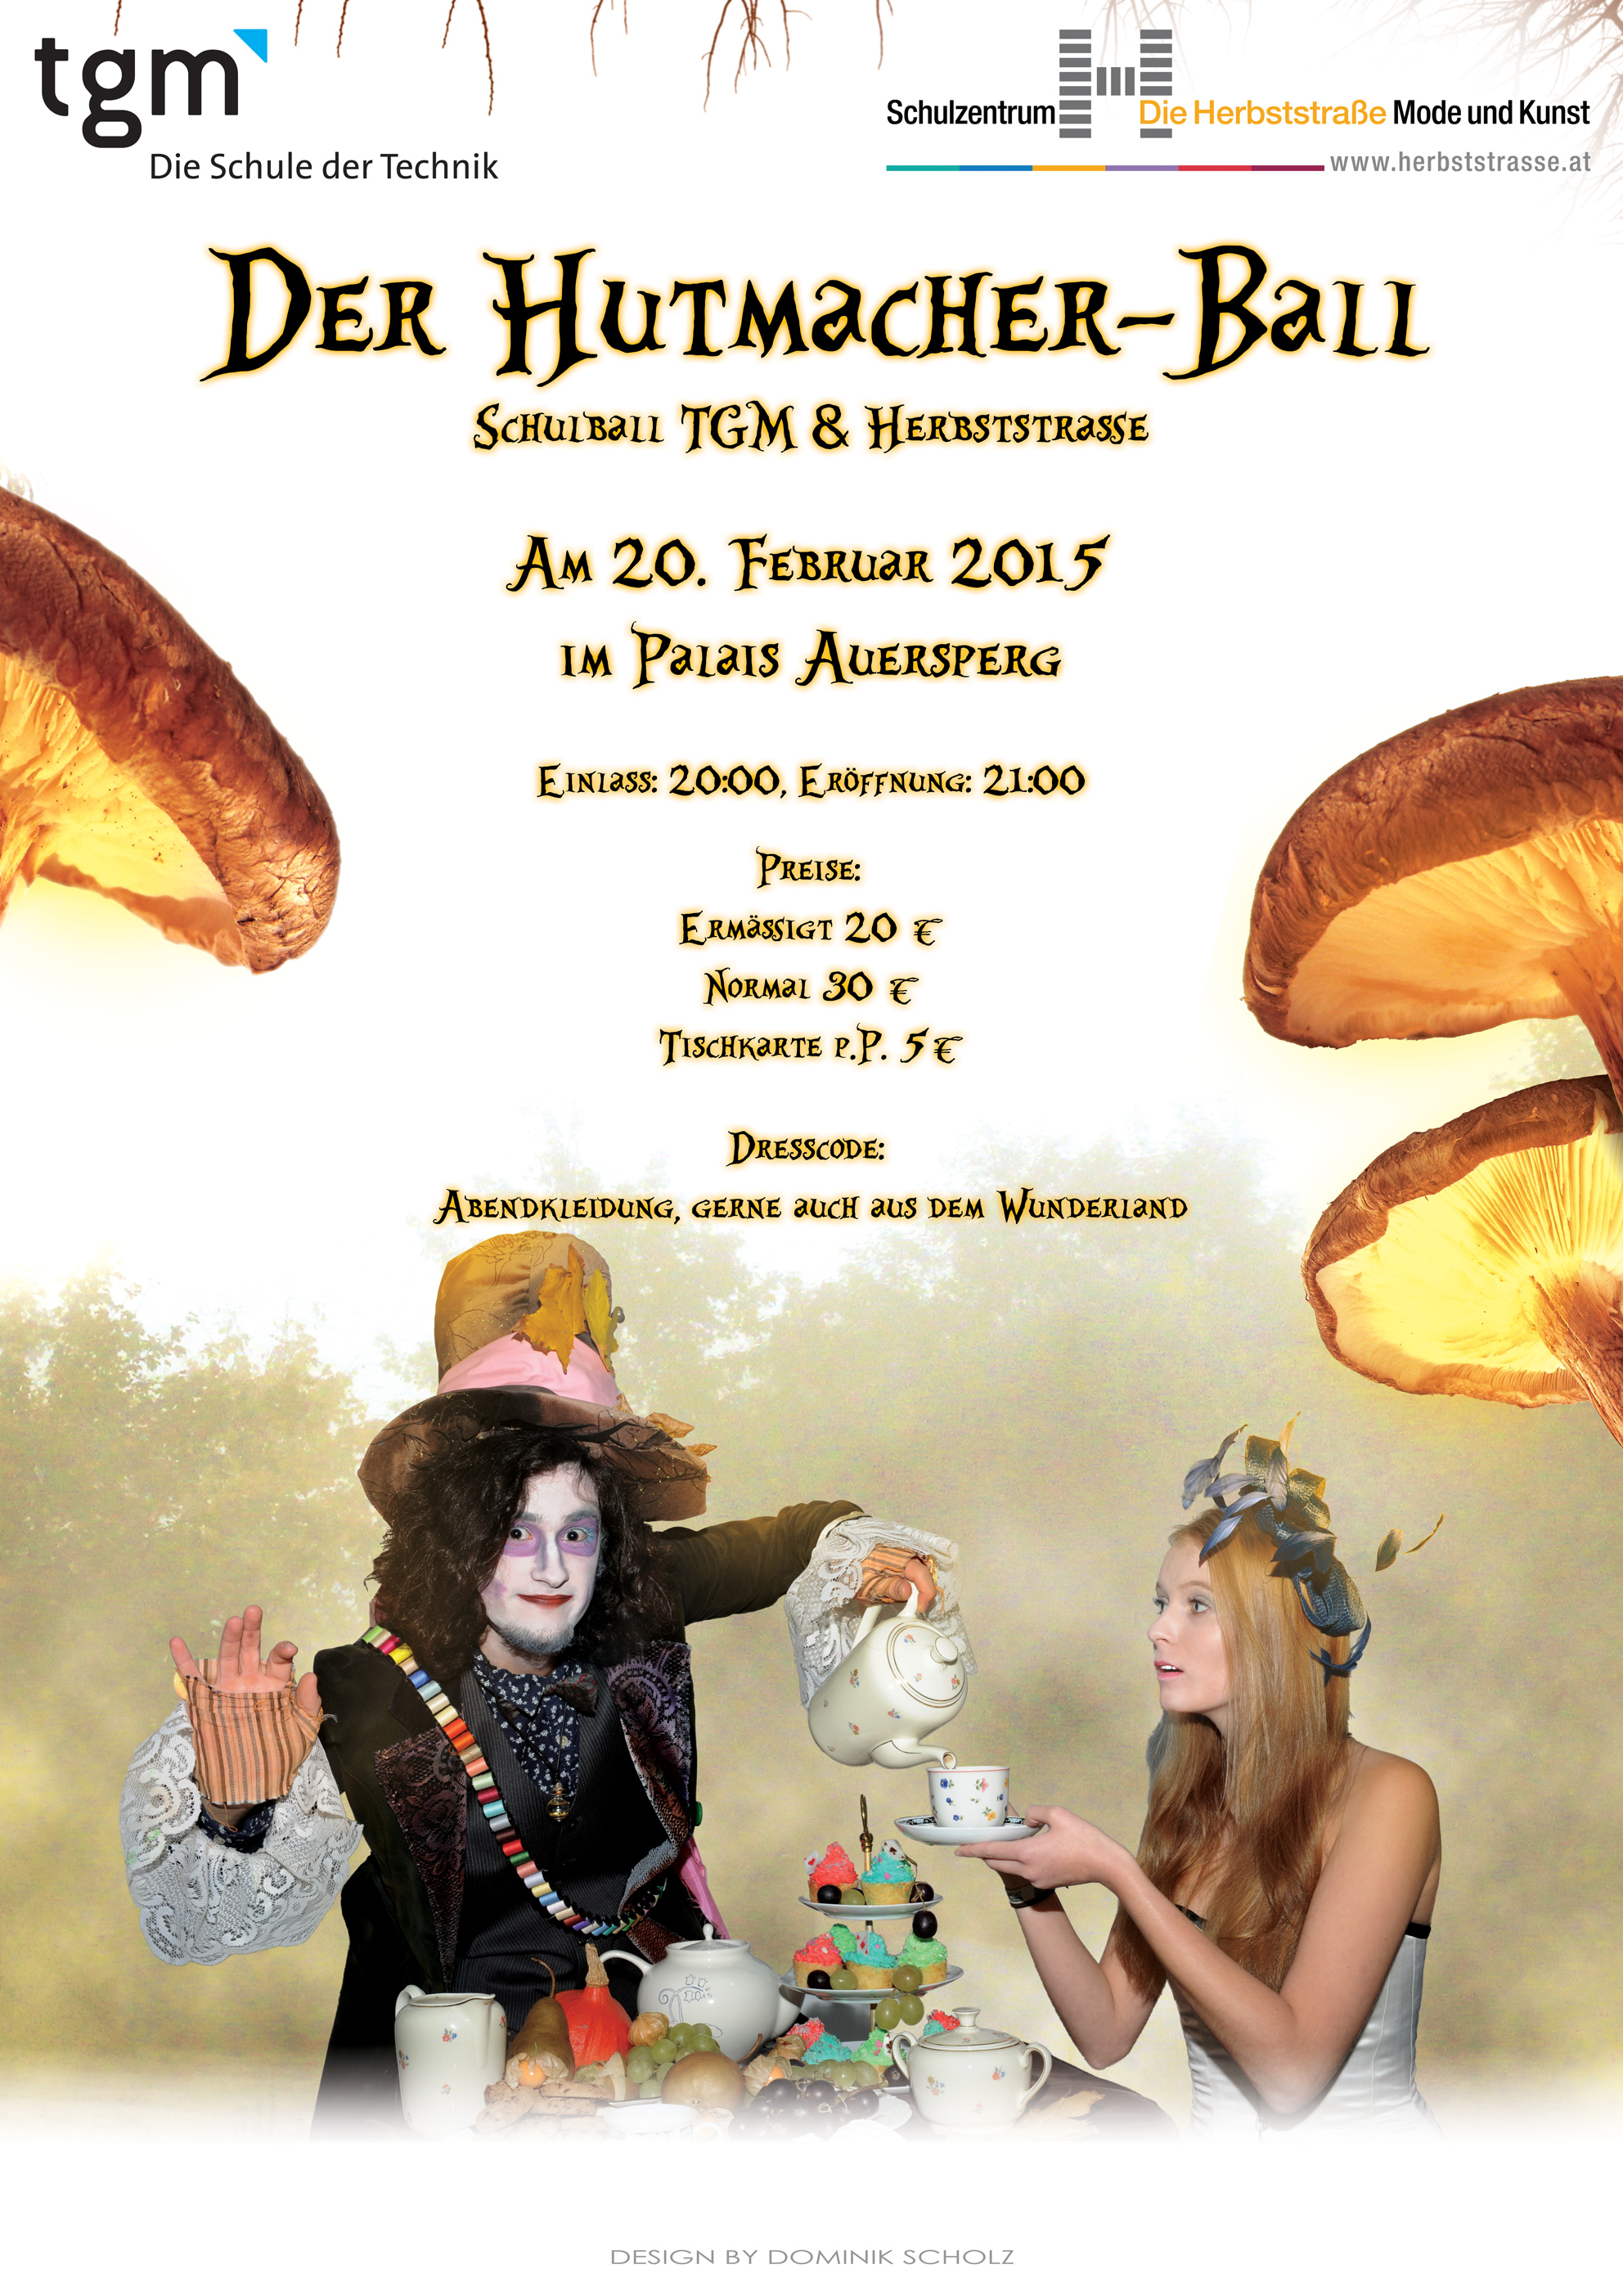 tgm
Die Schule der Technik
Schulzentrum Die Herbststraße Mode und Kunst
www.herbststrasse.at
Der Hutmacher-Ball
Schulball TGM & Herbststrasse
Am 20. Februar 2015
im Palais Auersperg
Einlass: 20:00, Eröffnung: 21:00
Preise:
Ermässigt 20 €
Normal 30 €
Tischkarte p.P. 5€
Dresscode:
Abendkleidung, gerne auch aus dem Wunderland
DESIGN BY DOMINIK SCHOLZ